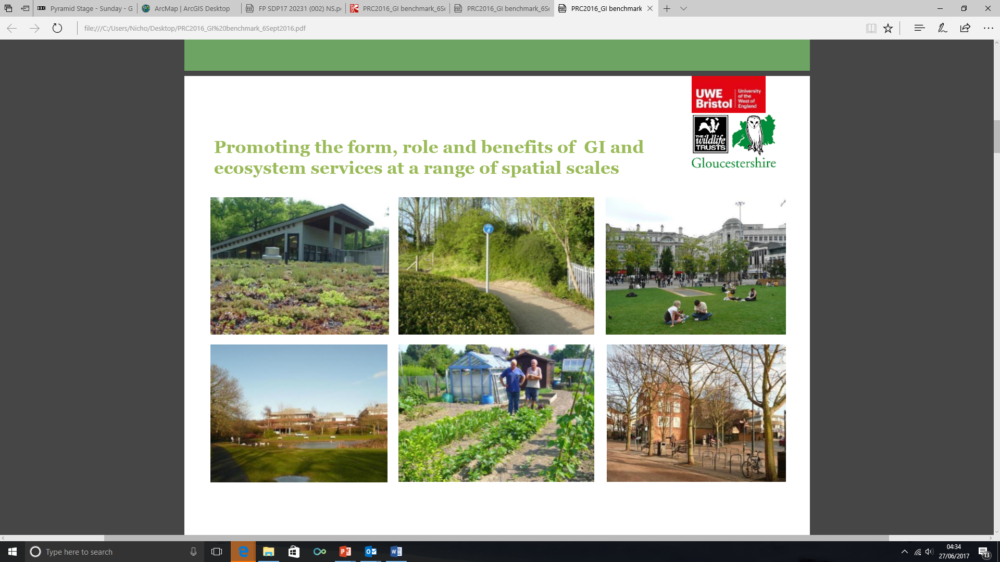 Pyramid Stage - Sunday - G
ArcMap | ArcGIS Desktop
FP SDP17 20231 (002) NS.p
PRC2016_GI benchmark_6Se
PRC2016_GI benchmark_6Se
PRC2016_GI benchmark
file:///C:/Users/Nicho/Desktop/PRC2016_GI%20benchmark_6Sept2016.pdf
UWE
Bristol
University
of the
West of
England
THE
wildlife
TRUSTS
Gloucestershire
Promoting the form, role and benefits of GI and
ecosystem services at a range of spatial scales
Type here to search
04:34
27/06/2017
13